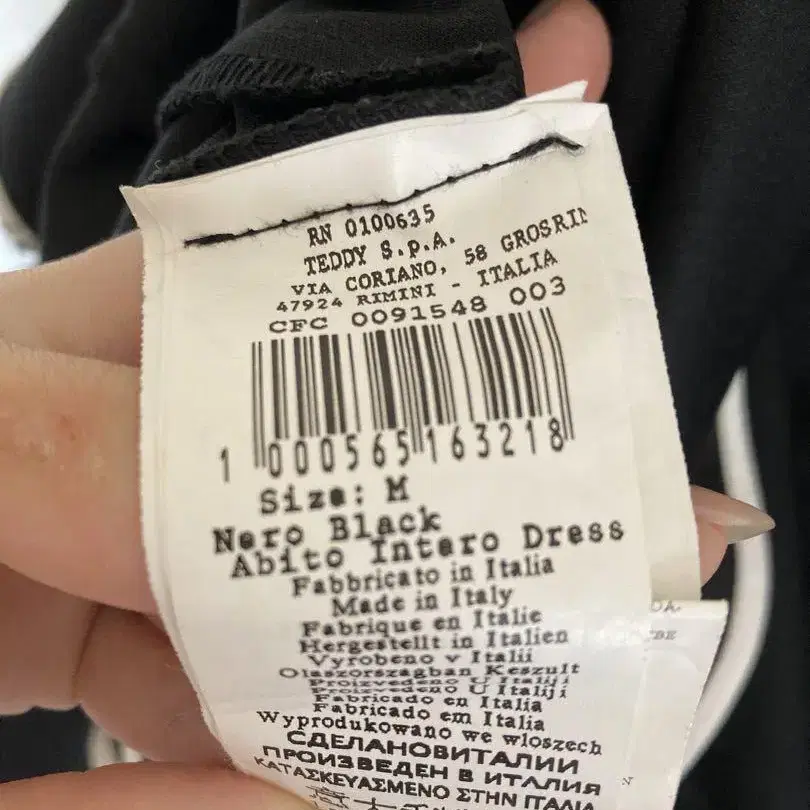 RN 0100635
TEDDY S.p.A.
VIA CORIANO, 58 GROSRIN
47924 RIMINI - ITALIA
CFC 0091548 003
1 000565 163218
Size: M
Nero Black
Abito Intero Dress
Fabbricato in Italia
Made in Italy
Fabrique en Italie
Hergestellt in Italien
Vyrobeno v Italii
Olaszorszagban Keszult
Proizvedeno U Italiji
Proizvedeno U Italiji
Fabricado en Italia
Fabricado em Italia
Wyprodukowano we wloszech
СДЕЛАНОВИТАЛИИ
ПРОИЗВЕДЕН В ИТАЛИЯ
ΚΑΤΑΣΚΕΥΑΣΜΕΝΟ ΣΤΗΝ ΙΤΑΛΙΑ